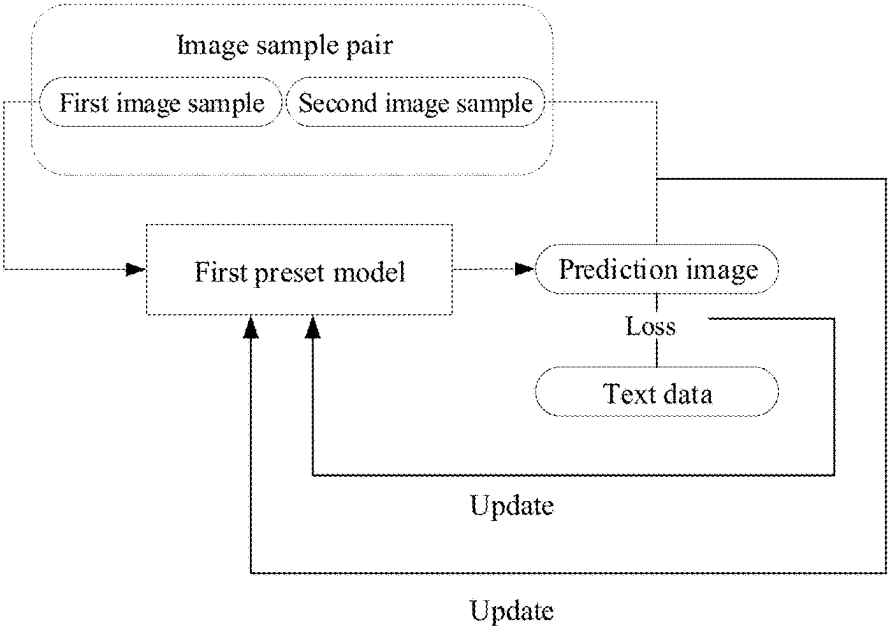 Image sample pair
First image sample
Second image sample
First preset model
Prediction image
Loss
Text data
Update
Update